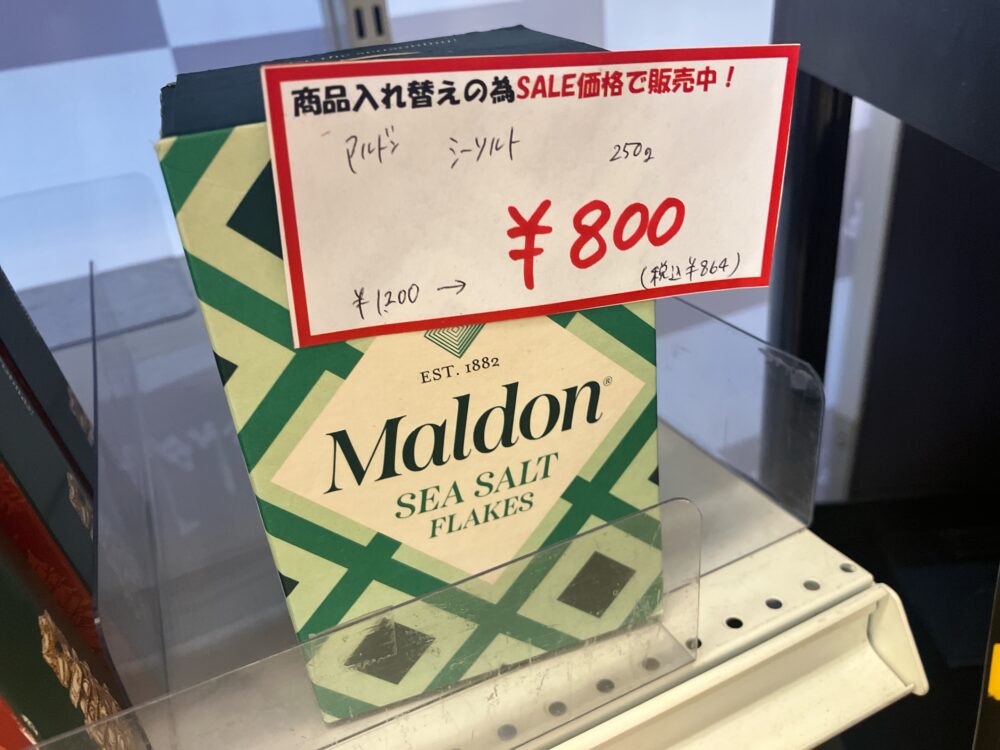 商品入れ替えの為SALE価格で販売中！
マルドン シーソルト 250g
¥800
¥1,200 →
(税込¥864)
EST. 1882
Maldon®
SEA SALT
FLAKES